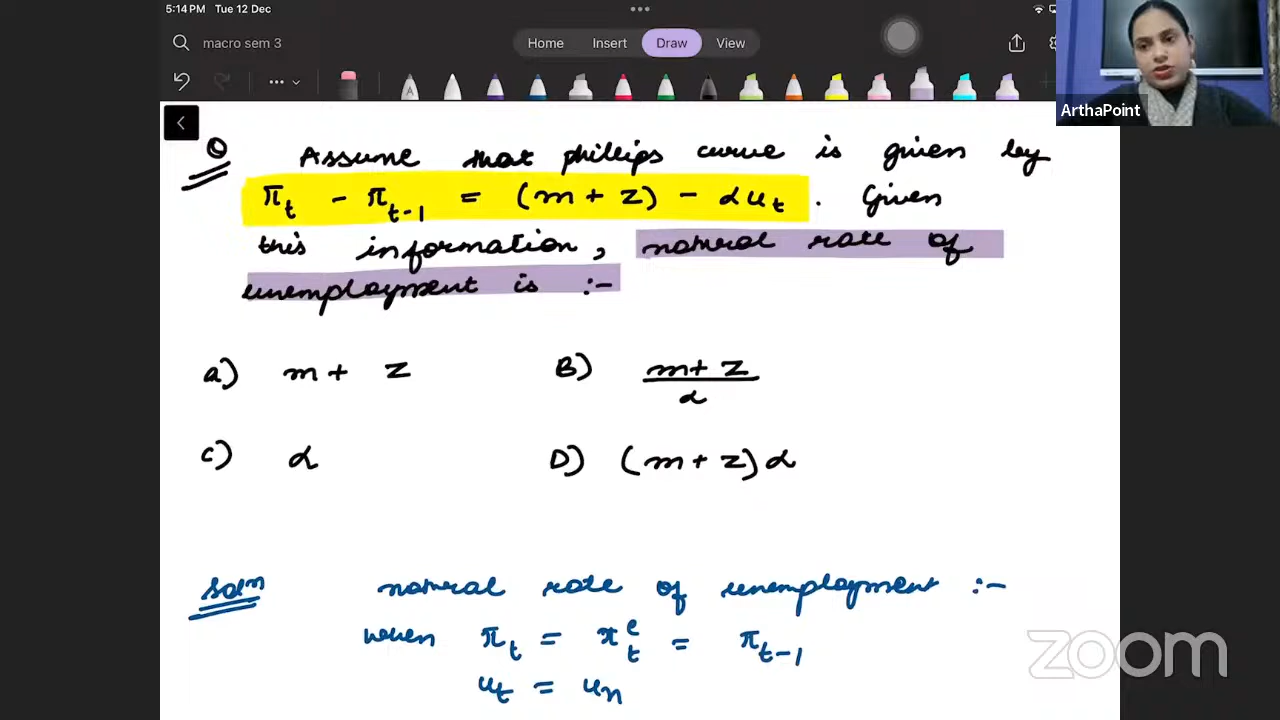 5:14 PM Tue 12 Dec
macro sem 3
Home Insert Draw View
ArthaPoint
Q Assume that phillips curve is given by
πt - πt-1 = (m + z) - αut . Given
this information, natural rate of
unemployment is :-
a) m + z B) m + z / α
c) α D) (m + z) α
Soln natural rate of unemployment :-
when πt = πet = πt-1
ut = un
zoom